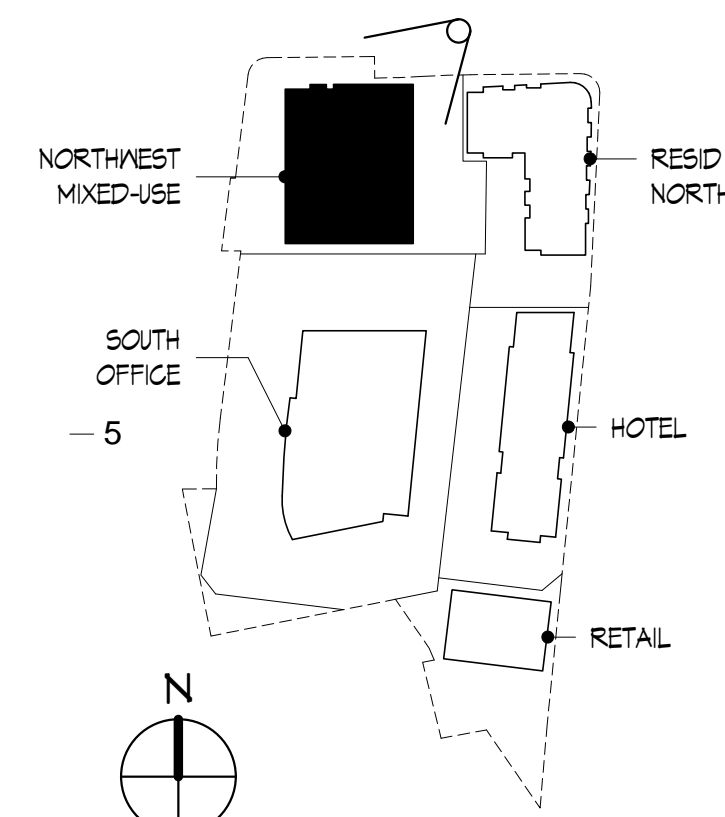 NORTHWEST
MIXED-USE
RESID
NORTH
SOUTH
OFFICE
5
HOTEL
RETAIL
N